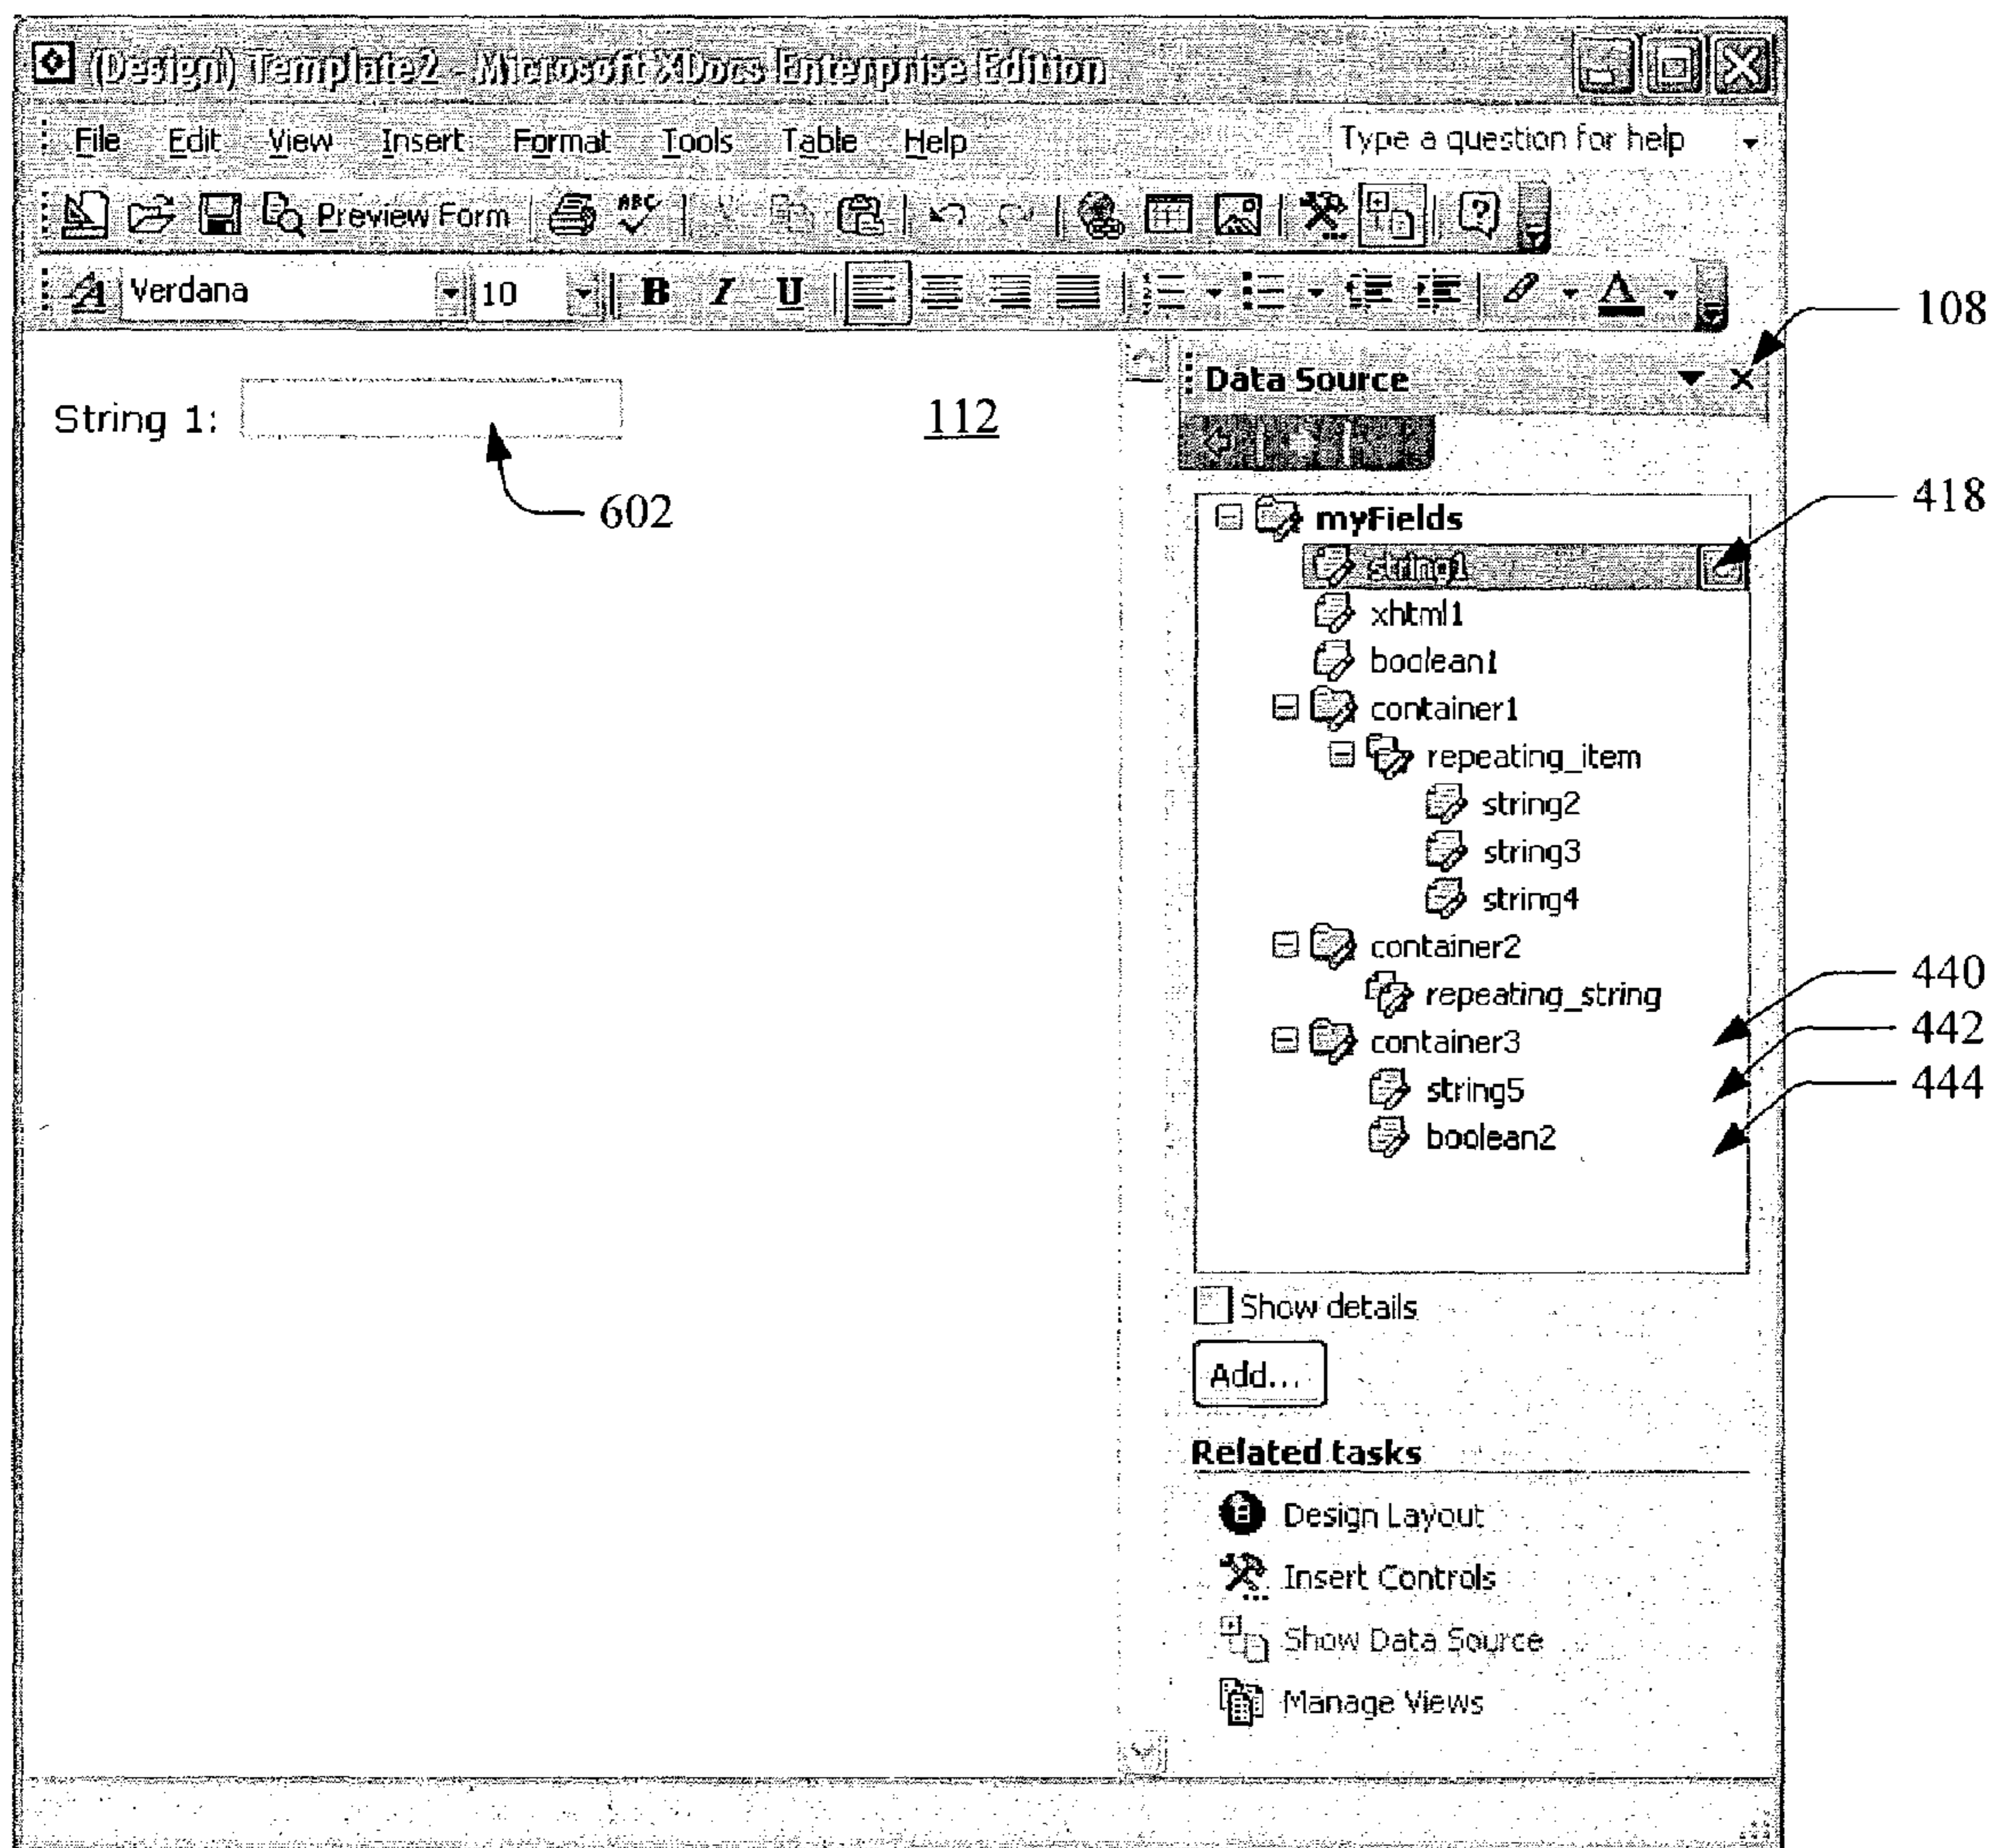 (Design) Template2 - Microsoft XDocs Enterprise Edition
File Edit View Insert Format Tools Table Help Type a question for help
Preview Form ABC
Verdana 10 B I U A
108
Data Source
String 1: 112
602
418
myFields
string1
xhtml1
boolean1
container1
repeating_item
string2
string3
string4
container2
repeating_string
440
container3
442
string5
444
boolean2
Show details
Add...
Related tasks
Design Layout
Insert Controls
Show Data Source
Manage Views